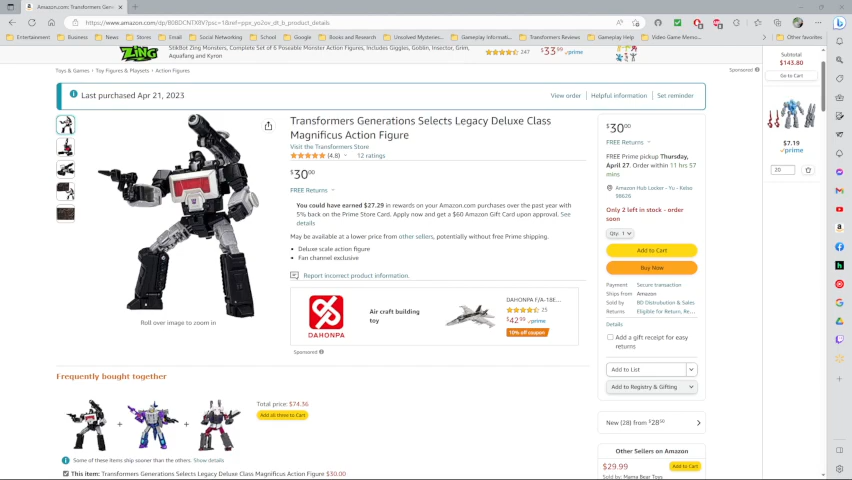 Amazon.com: Transformers Gener
https://www.amazon.com/dp/B0BDCNTXBV?psc=1&ref=ppx_yo2ov_dt_b_product_details
Entertainment
Business
News
Stores
Email
Social Networking
School
Google
Book and Research
Unsolved Mysteries...
Gameplay Informati...
Transformers Reviews
Gameplay Help
Video Game Memo...
Other favorites
ZING
StikBot Zing Monsters, Complete Set of 6 Poseable Monster Action Figures, Includes Giggles, Goblin, Insector, Grim, Aquafang and Kyron
247
$33.99 prime
Toys & Games › Toy Figures & Playsets › Action Figures
Sponsored
Subtotal
$143.80
Go to Cart
$7.19
prime
20
Last purchased Apr 21, 2023
View order
Helpful information
Set reminder
Transformers Generations Selects Legacy Deluxe Class
Magnificus Action Figure
Visit the Transformers Store
(4.8)
12 ratings
$30.00
FREE Returns
You could have earned $27.29 in rewards on your Amazon.com purchases over the past year with
5% back on the Prime Store Card. Apply now and get a $60 Amazon Gift Card upon approval. See
details
May be available at a lower price from other sellers, potentially without free Prime shipping.
• Deluxe scale action figure
• Fan channel exclusive
Report incorrect product information.
DAHONPA
Air craft building
toy
DAHONPA F/A-18E...
25
$42.99 prime
10% off coupon
Sponsored
Roll over image to zoom in
$30.00
FREE Returns
FREE Prime pickup Thursday,
April 27. Order within 11 hrs 57
mins
Amazon Hub Locker - Yu - Kelso
98626
Only 2 left in stock - order
soon
Qty: 1
Add to Cart
Buy Now
Payment Secure transaction
Ships from Amazon
Sold by BD Distrubution & Sales
Returns Eligible for Return, Re...
Details
Add a gift receipt for easy
returns
Add to List
Add to Registry & Gifting
New (28) from $28
Other Sellers on Amazon
$29.99
Add to Cart
Sold by: Mama Bear Toys
Frequently bought together
Total price: $74.36
Add all three to Cart
Some of these items ship sooner than the others. Show details
This item: Transformers Generations Selects Legacy Deluxe Class Magnificus Action Figure $30.00